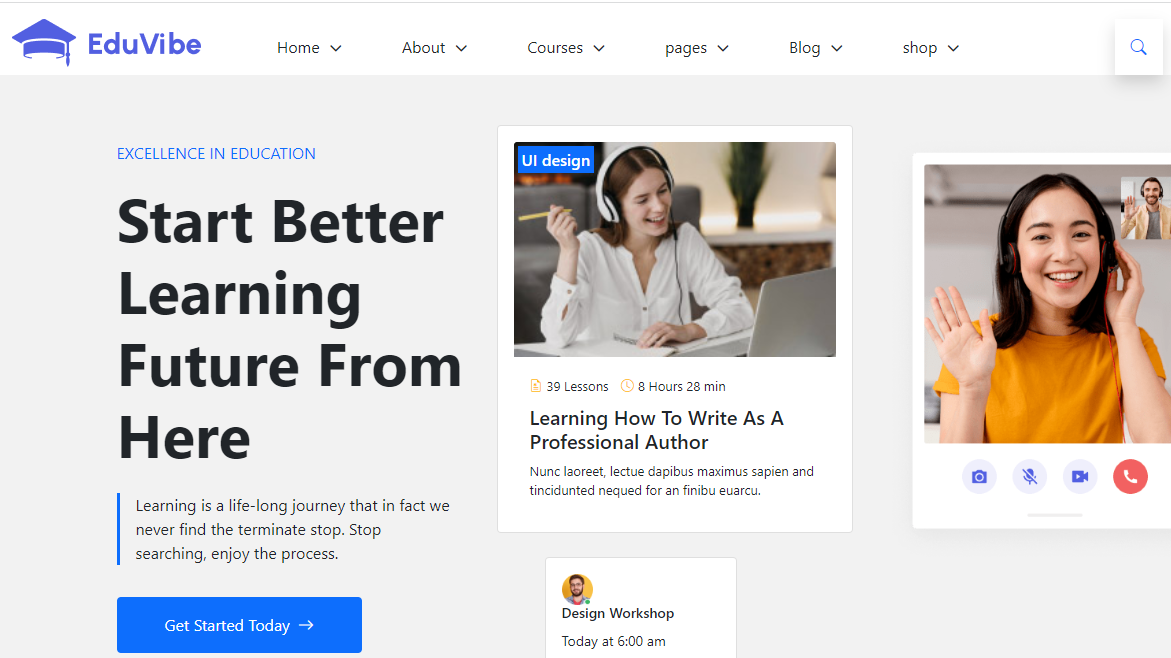 EduVibe
Home
About
Courses
pages
Blog
shop
EXCELLENCE IN EDUCATION
Start Better
Learning
Future From
Here
Learning is a life-long journey that in fact we
never find the terminate stop. Stop
searching, enjoy the process.
Get Started Today
UI design
39 Lessons 8 Hours 28 min
Learning How To Write As A
Professional Author
Nunc laoreet, lectue dapibus maximus sapien and
tincidunted nequed for an finibu euarcu.
Design Workshop
Today at 6:00 am